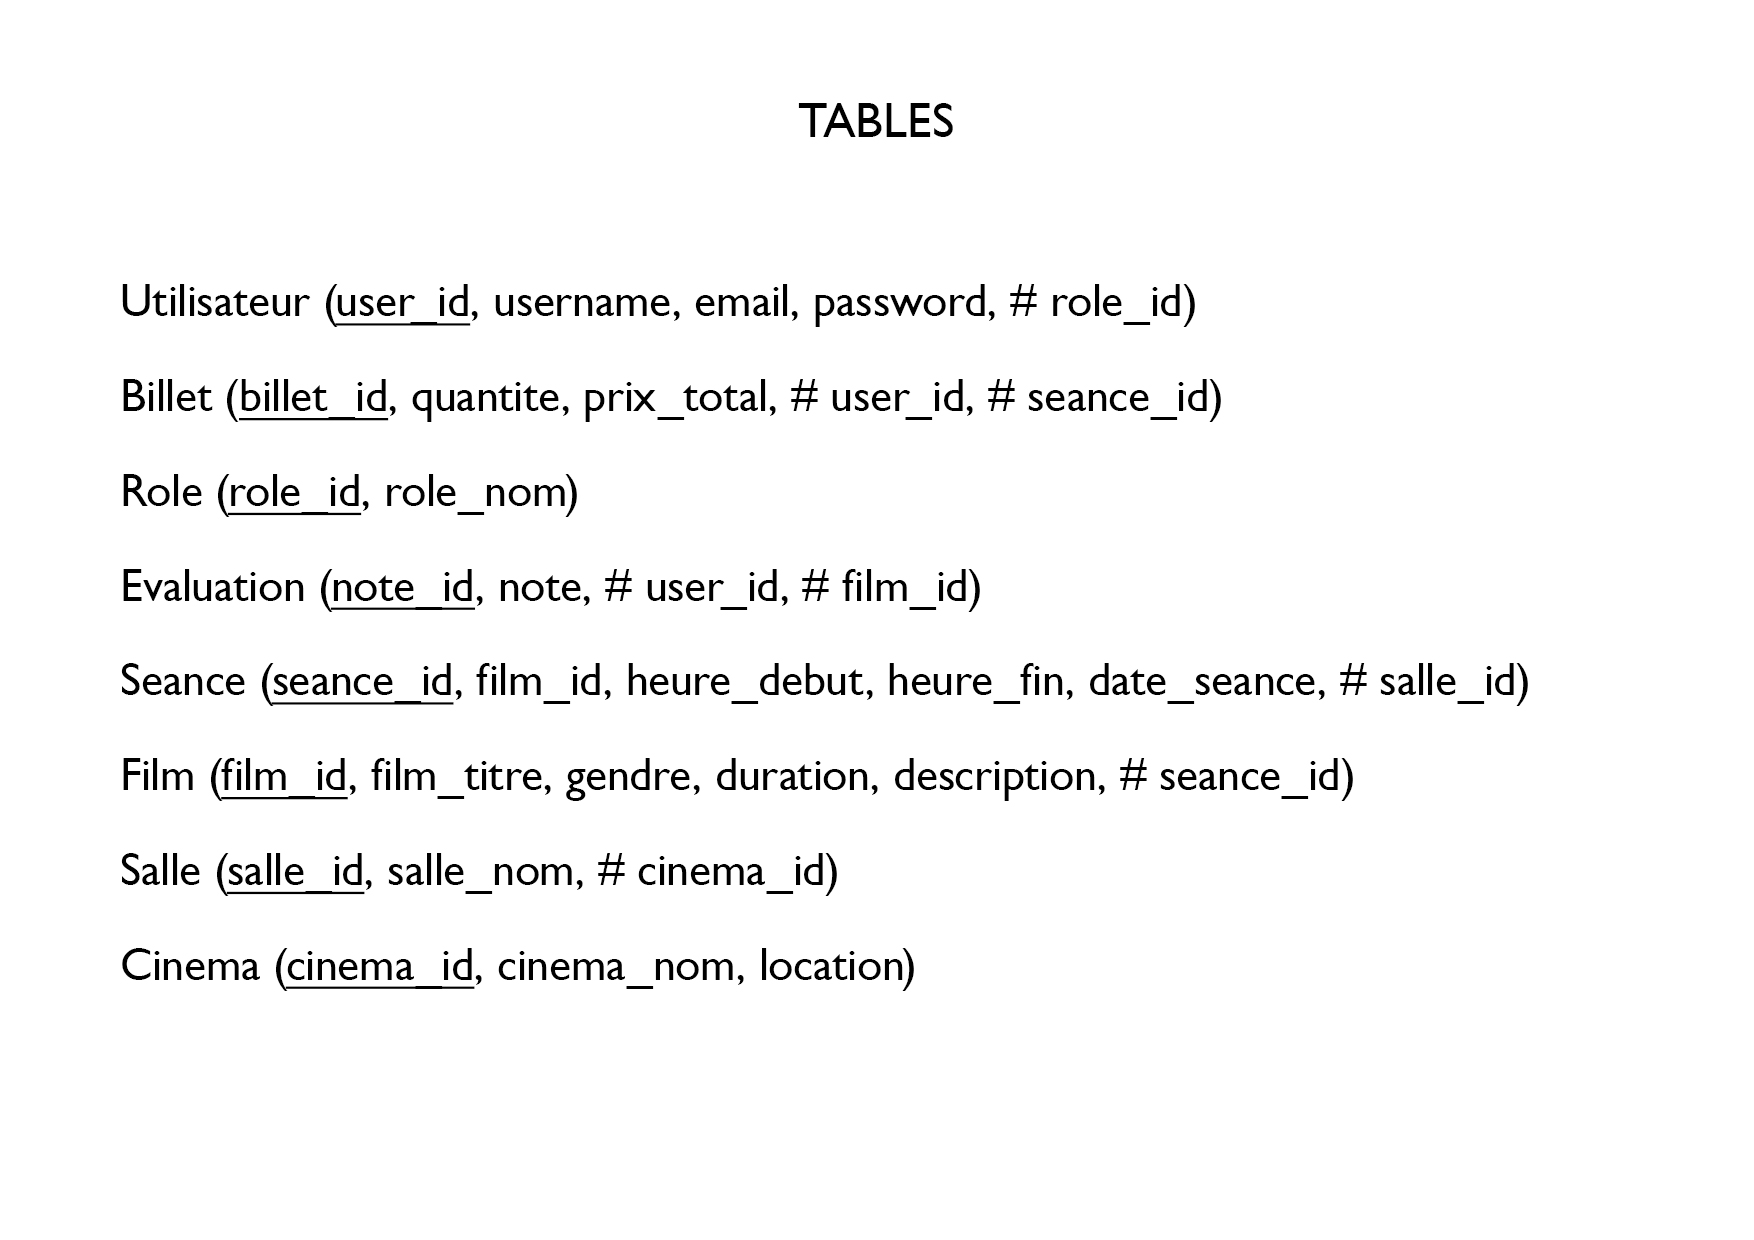 TABLES
Utilisateur (user_id, username, email, password, # role_id)
Billet (billet_id, quantite, prix_total, # user_id, # seance_id)
Role (role_id, role_nom)
Evaluation (note_id, note, # user_id, # film_id)
Seance (seance_id, film_id, heure_debut, heure_fin, date_seance, # salle_id)
Film (film_id, film_titre, gendre, duration, description, # seance_id)
Salle (salle_id, salle_nom, # cinema_id)
Cinema (cinema_id, cinema_nom, location)